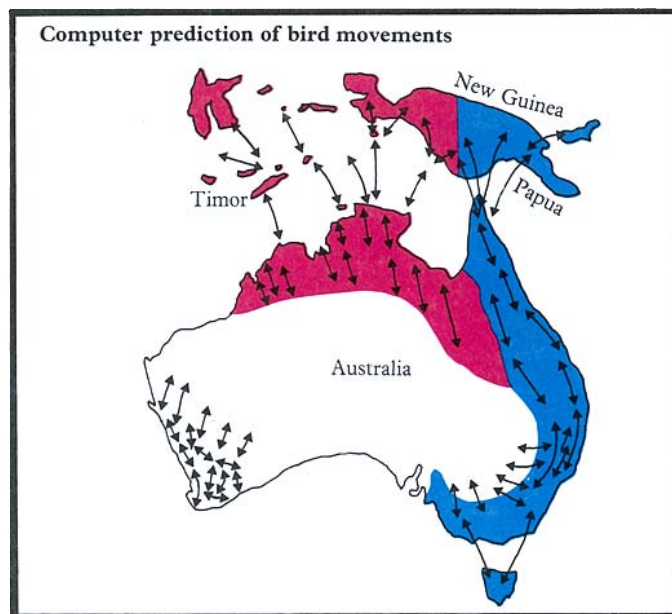 Computer prediction of bird movements
New Guinea
Timor
Papua
Australia